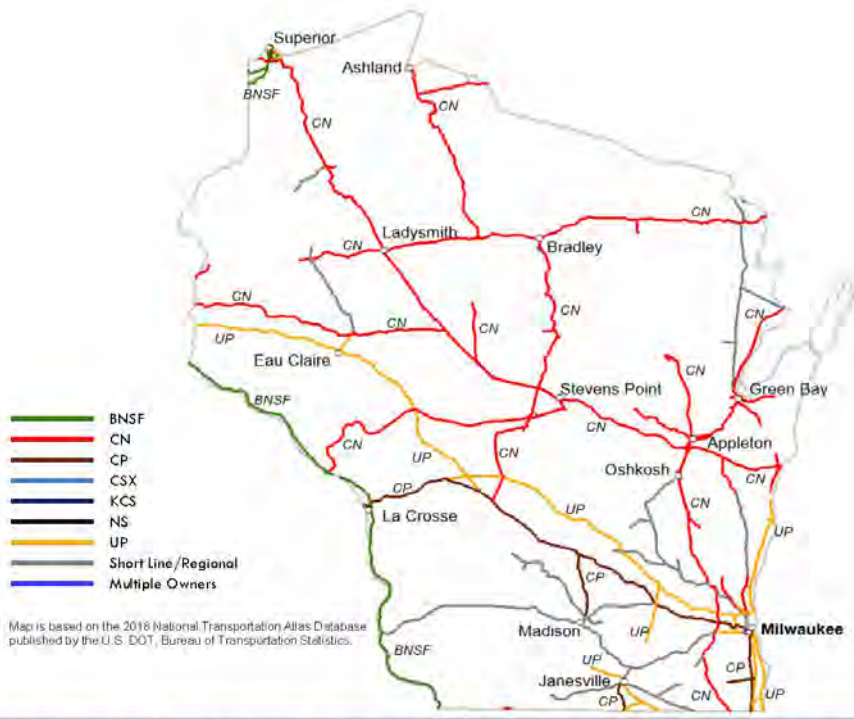 Superior
Ashland
BNSF
CN
CN
Ladysmith
CN
CN
Bradley
CN
CN
CN
CN
CN
UP
Eau Claire
CN
BNSF
Stevens Point
Green Bay
CN
CN
CN
Appleton
UP
CN
Oshkosh
CN
CP
La Crosse
UP
CN
UP
CP
Madison
UP
Milwaukee
BNSF
UP
CP
Janesville
CN
UP
CP
BNSF
CN
CP
CSX
KCS
NS
UP
Short Line/Regional
Multiple Owners
Map is based on the 2018 National Transportation Atlas Database
published by the U.S. DOT, Bureau of Transportation Statistics.